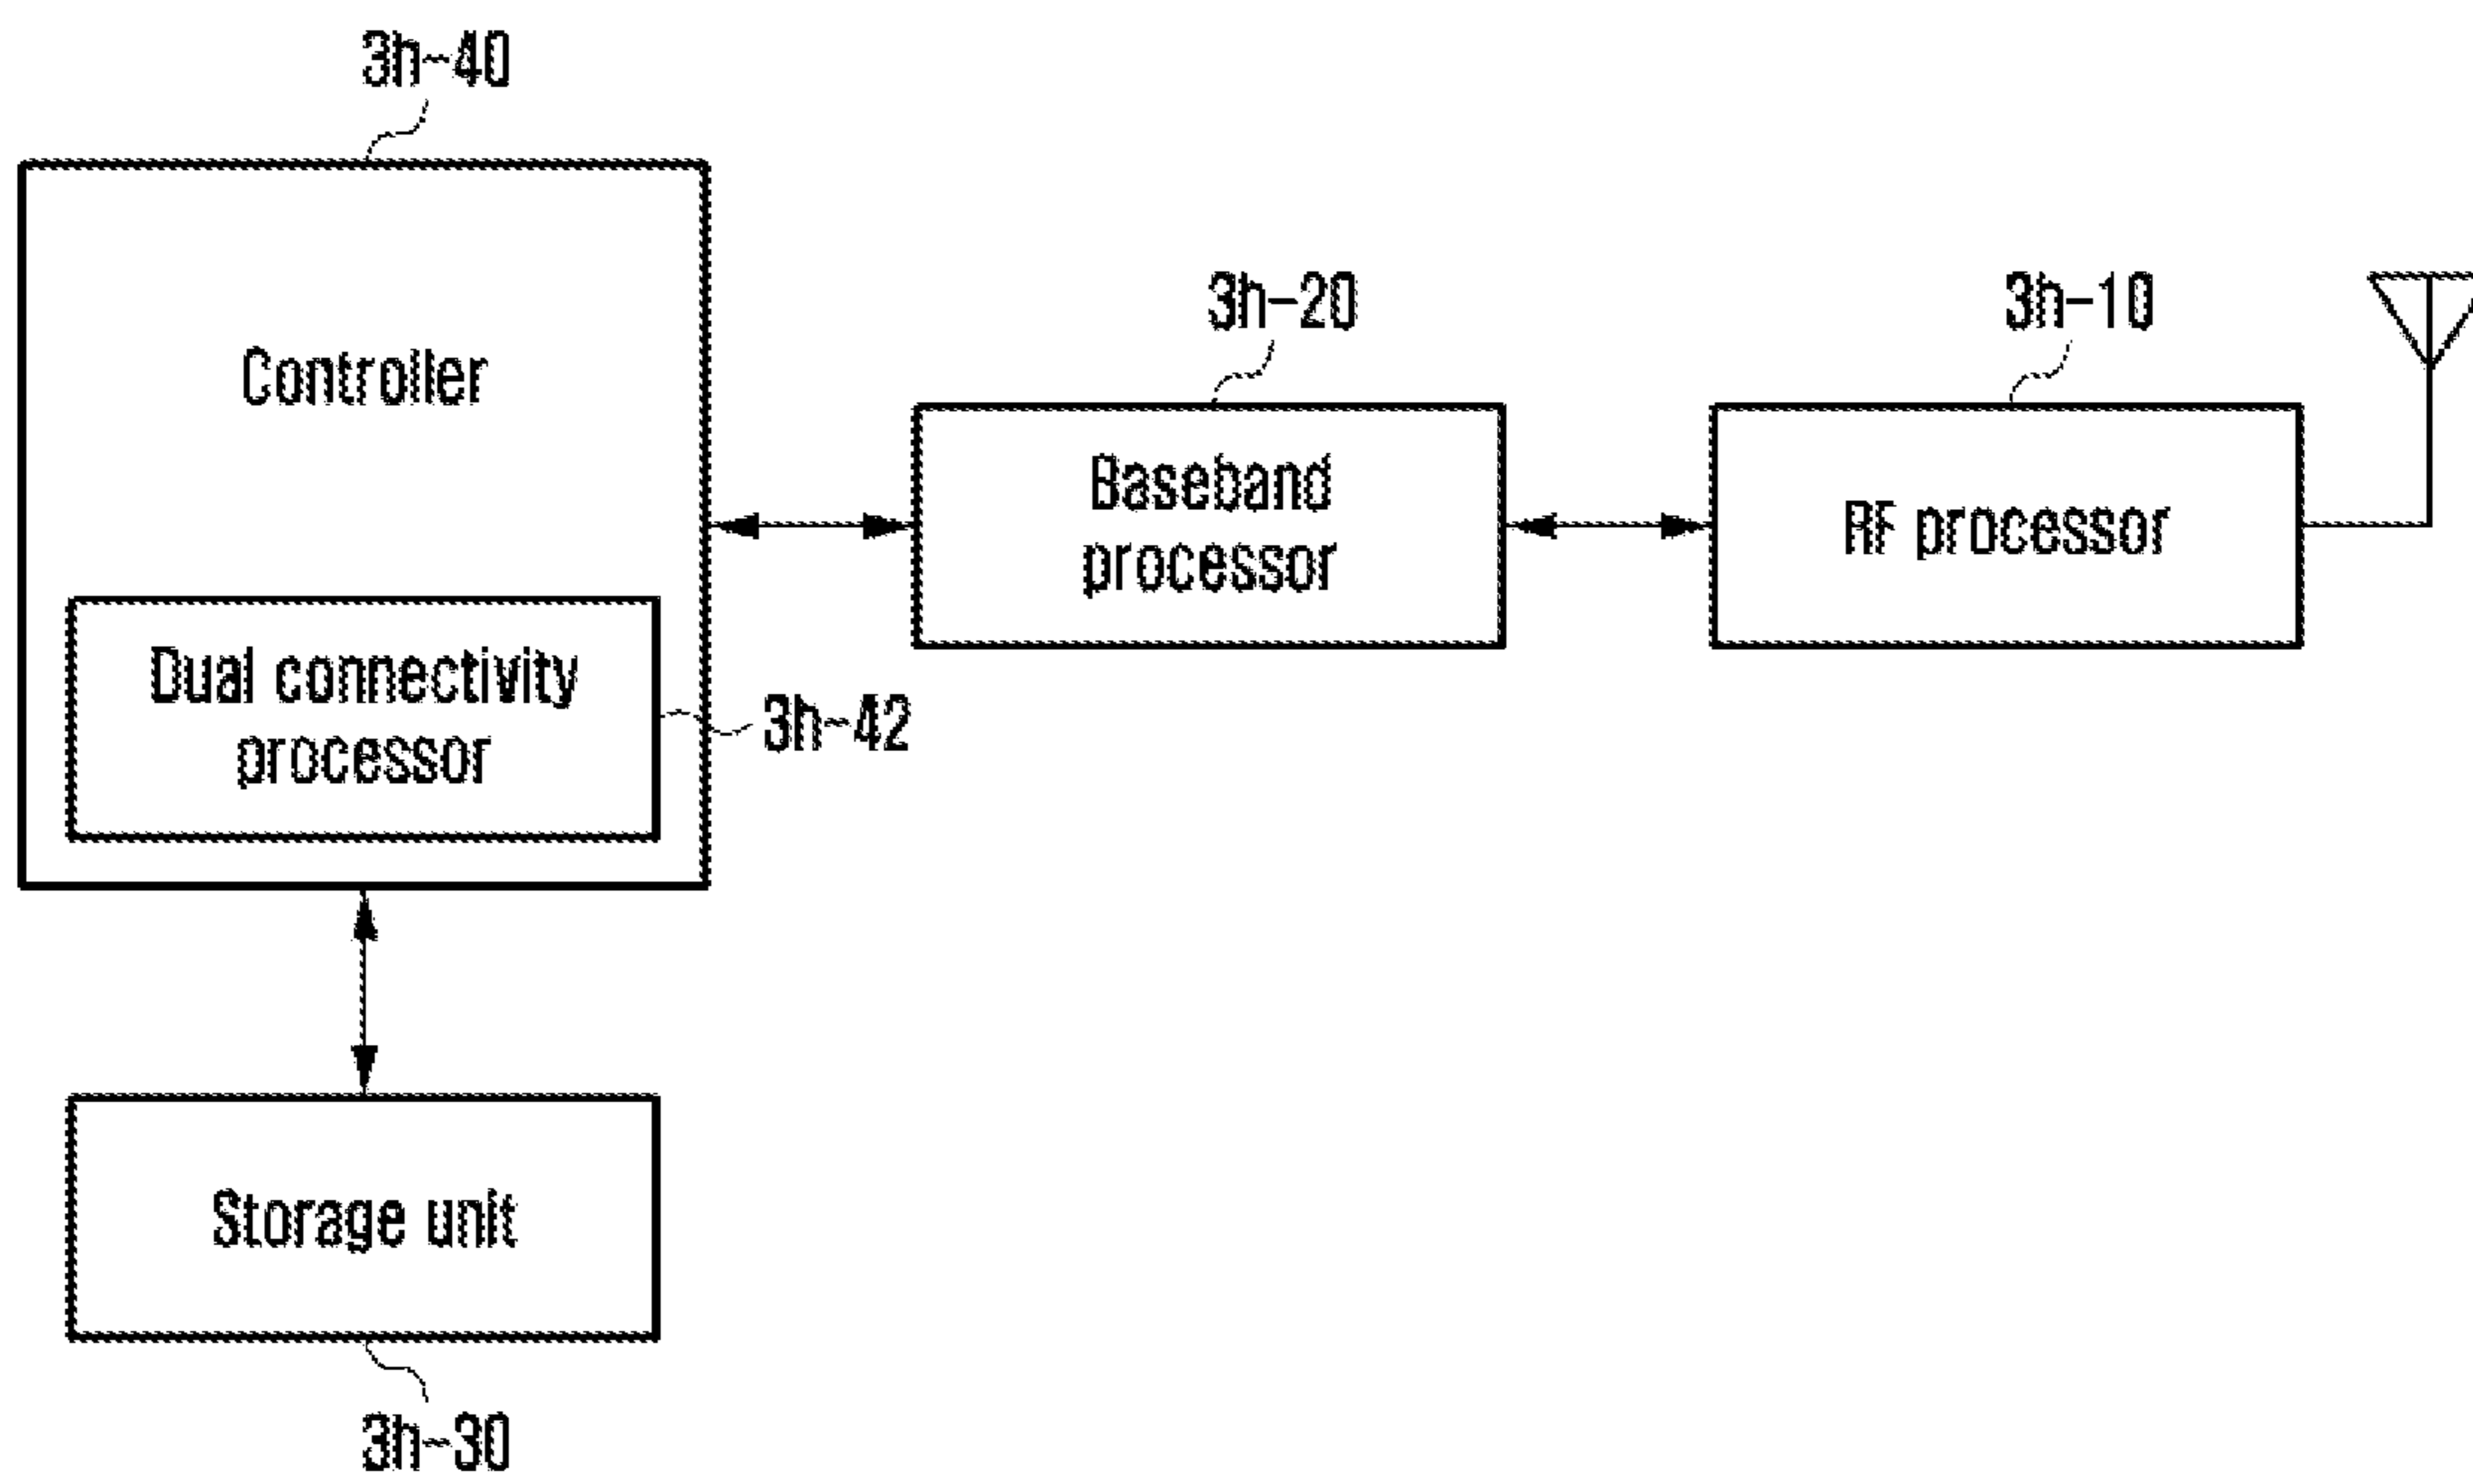 3h-40
Controller
3h-20
3h-10
Baseband
processor
RF processor
Dual connectivity
processor
3h-42
Storage unit
3h-30